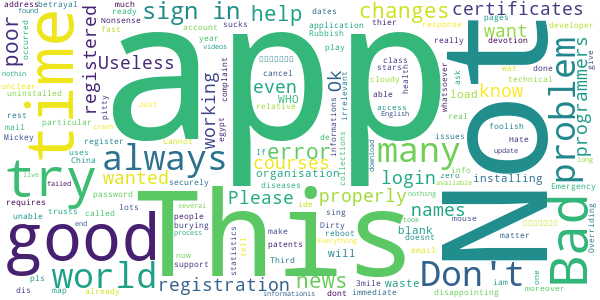 address
betrayal
much
ready
sign in
help
changes
certificates
dates
thier
found
occurred
Nonsense
fast
account
sucks
application
Rubbish
want
pages
developer
response
poor
time
registered
year
videos
play
really
devotion
wat
technical
done
give
Useless
cancel
class
stars
cloudy
health
Ok
able
access
English
ask
load
know
uninstalled
unclear
nothin
complaint
even
WHO
relative
irrelevant
whatsoever
app
Not
problem
programmers
foolish
Mate
update
rest
mail
Mickey
particular
pitty
working
egypt
If
error
many
Just
crash
Cannot
courses
de
informations
collections
download
issues
real
installing
long
try
always
register
China
uses
wanted
securely
organisation
diseases
login
info
zero
available
Emergency
requires
live
failed
password
Please
ide
properly
nothing
Bad
Overriding
unable
trusts
lots
called
end
several
process
people
burying
names
took
sing
Dirty
reboot
Everything
blank
doesnt
mouse
matter
iam
good
This
Don't
now
support
statistics
tell
make
patents
Third
will
email
one
pls
dis
map
world
already
registration
informationis
news
dont
3mile
immediate
waste
disappointing
moreover